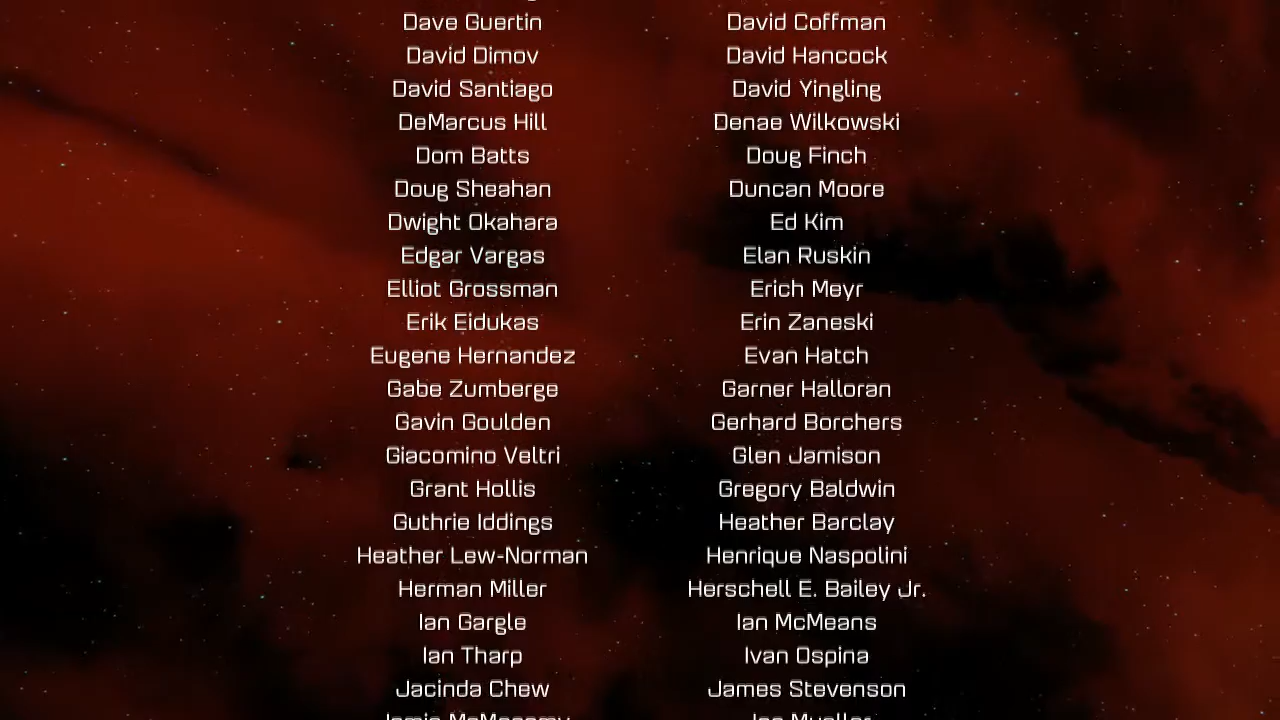 Dave Guertin David Coffman
David Dimov David Hancock
David Santiago David Yingling
DeMarcus Hill Denae Wilkowski
Dom Batts Doug Finch
Doug Sheahan Duncan Moore
Dwight Okahara Ed Kim
Edgar Vargas Elan Ruskin
Elliot Grossman Erich Meyr
Erik Eidukas Erin Zaneski
Eugene Hernandez Evan Hatch
Gabe Zumberge Garner Halloran
Gavin Goulden Gerhard Borchers
Giacomino Veltri Glen Jamison
Grant Hollis Gregory Baldwin
Guthrie Iddings Heather Barclay
Heather Lew-Norman Henrique Naspolini
Herman Miller Herschell E. Bailey Jr.
Ian Gargle Ian McMeans
Ian Tharp Ivan Ospina
Jacinda Chew James Stevenson